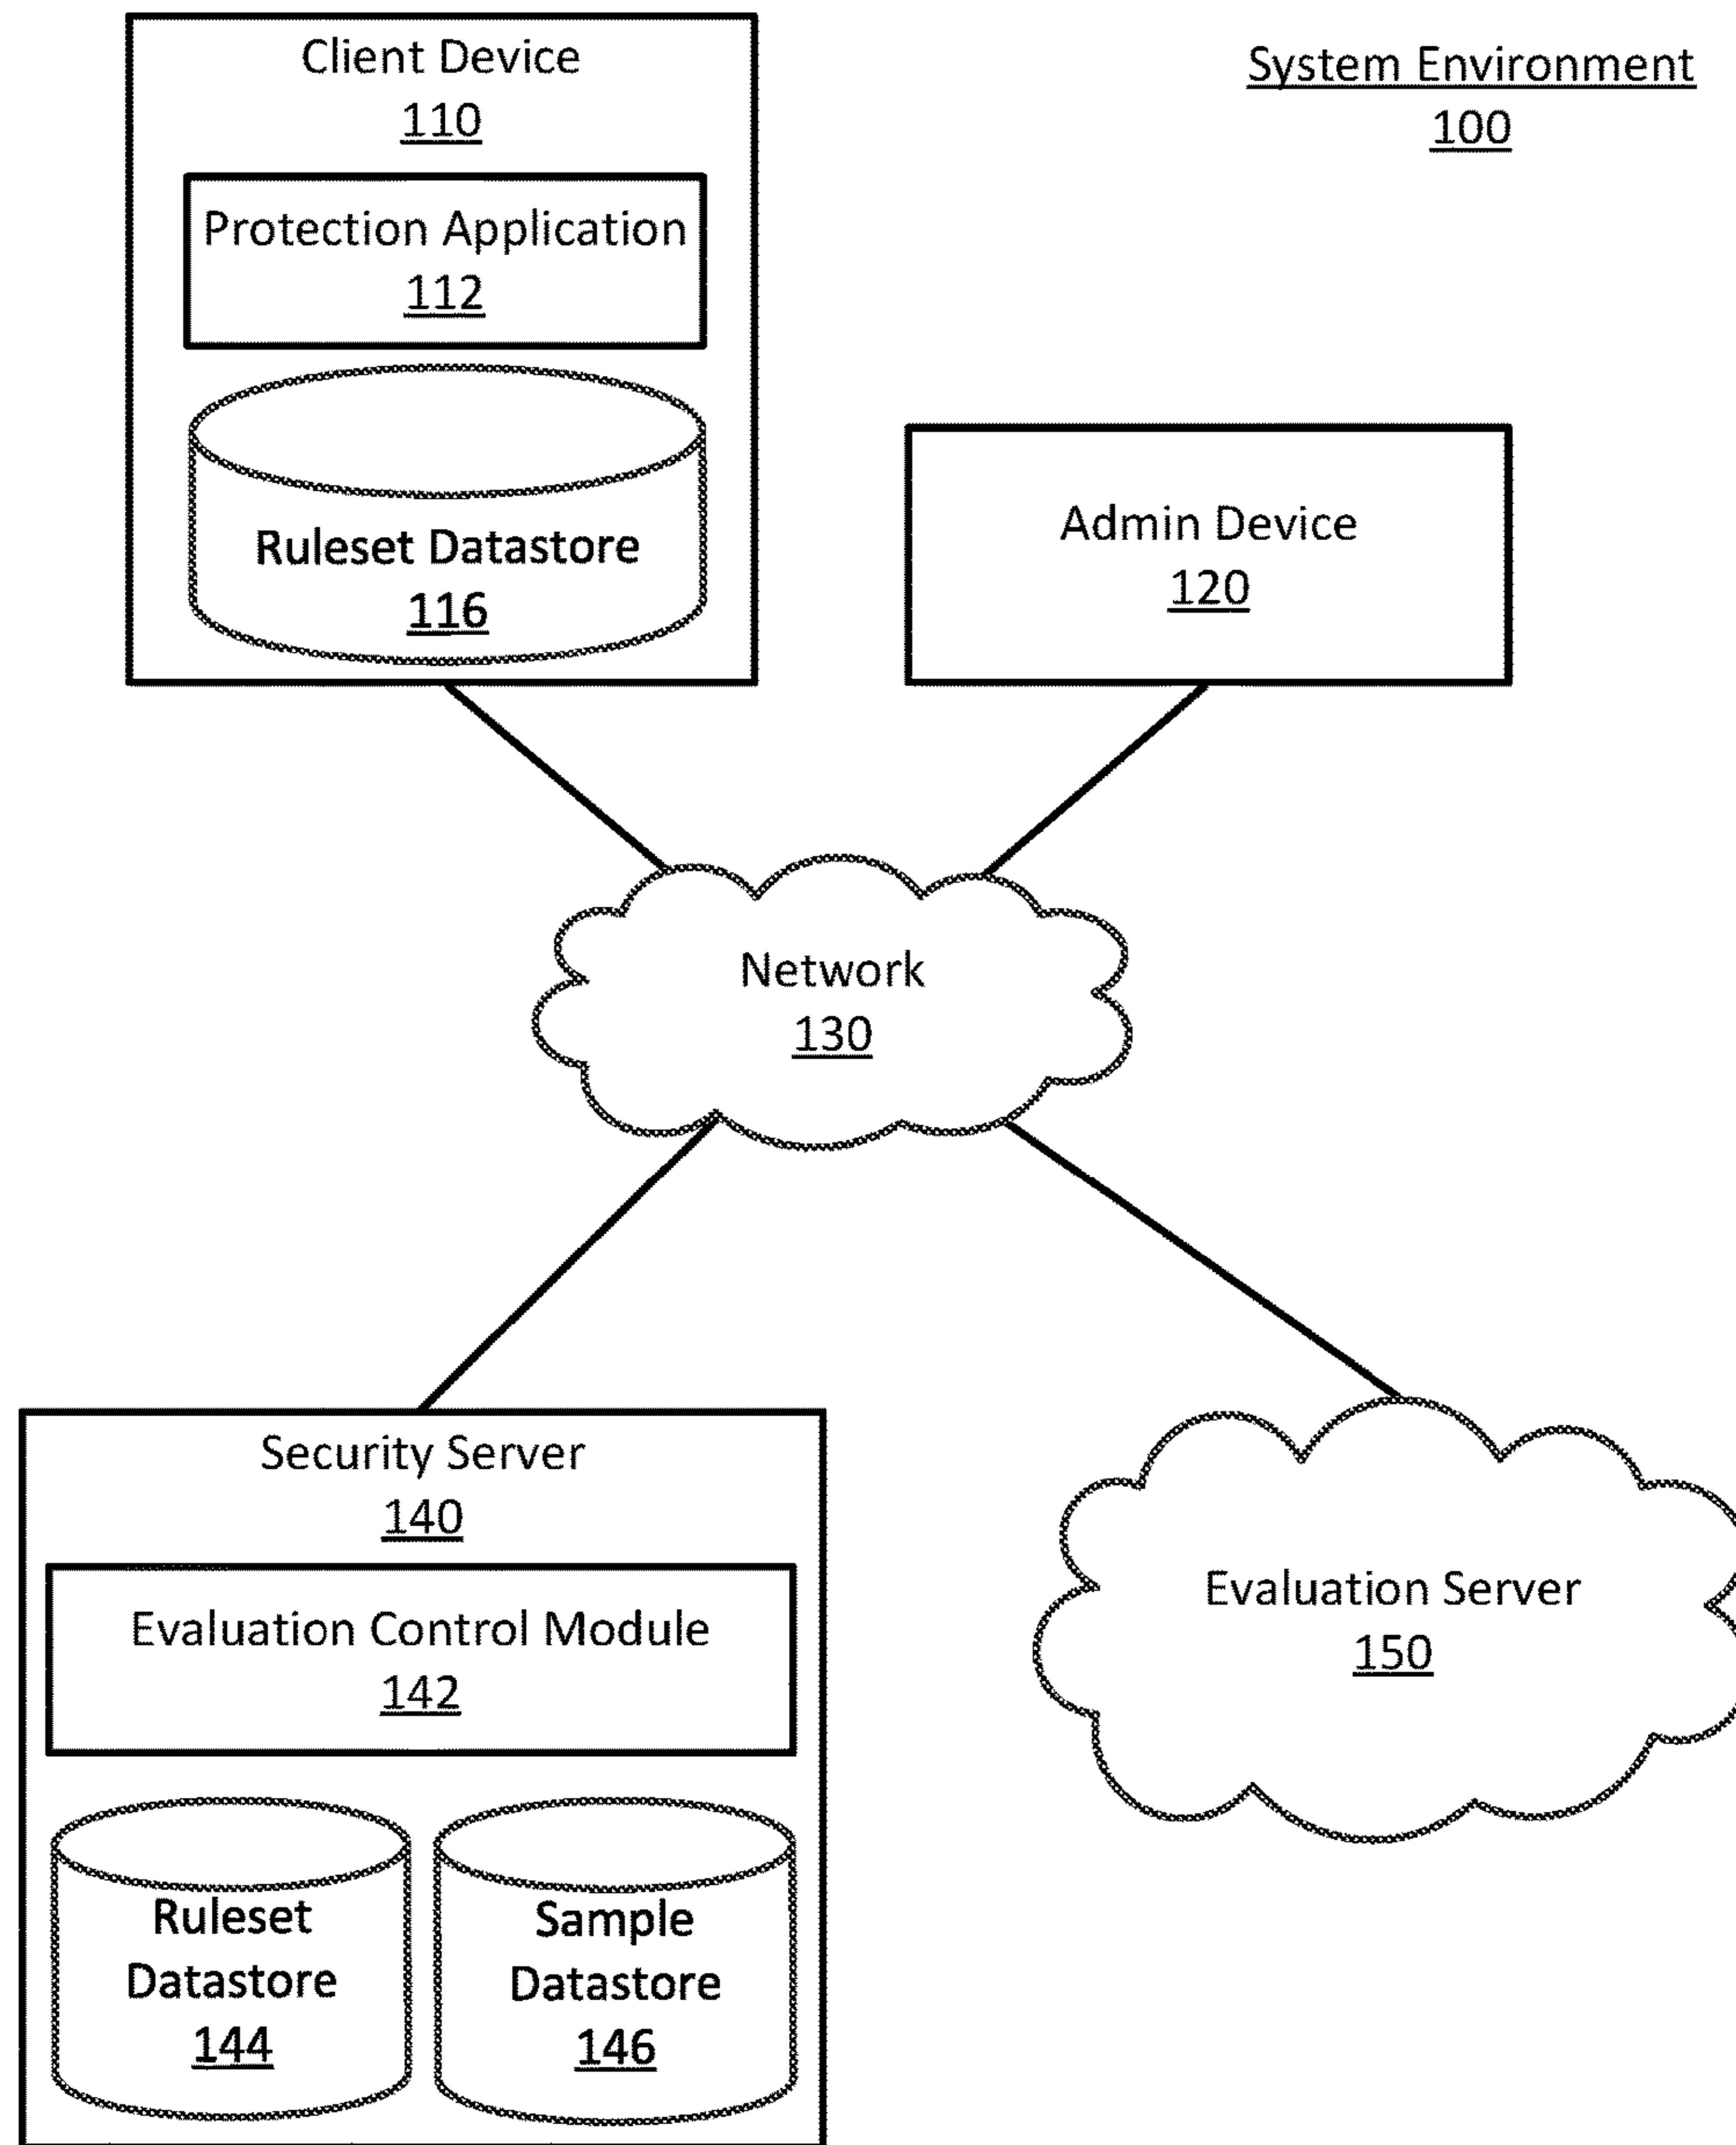 Client Device
110
System Environment
100
Protection Application
112
Ruleset Datastore
116
Admin Device
120
Network
130
Security Server
140
Evaluation Control Module
142
Ruleset
Datastore
144
Sample
Datastore
146
Evaluation Server
150